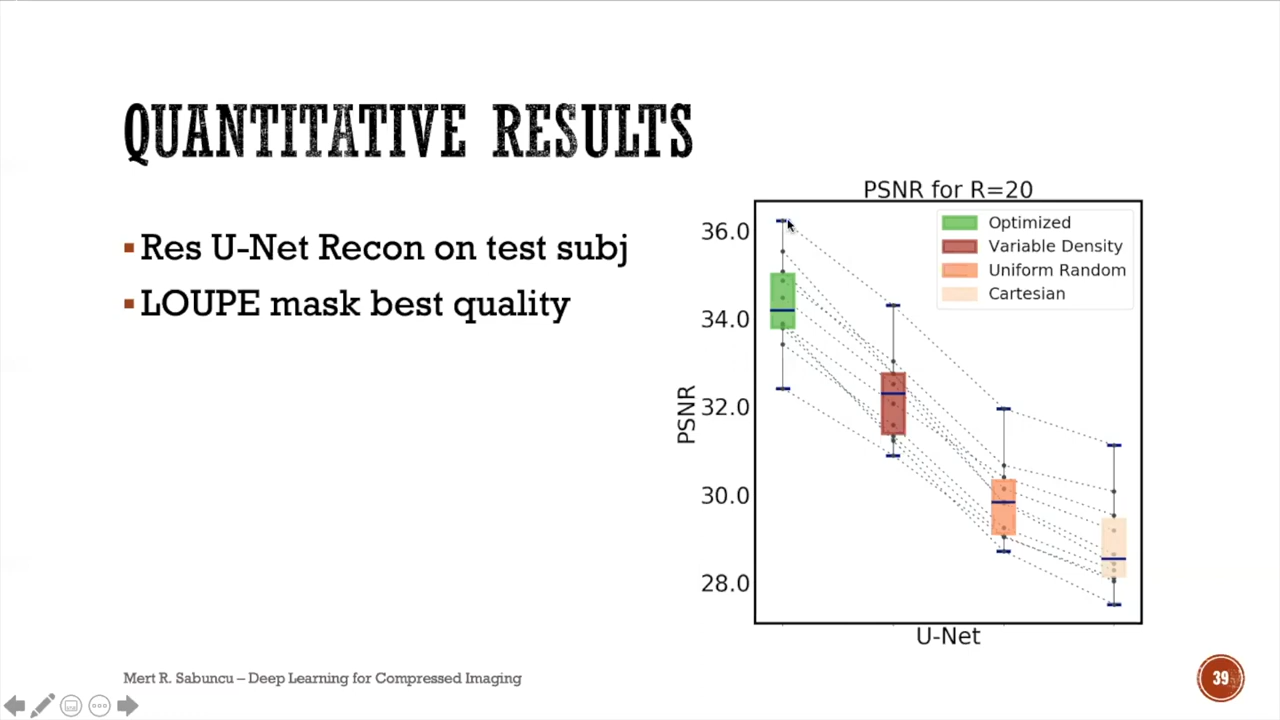 QUANTITATIVE RESULTS
▪Res U-Net Recon on test subj
▪LOUPE mask best quality
PSNR for R=20
Optimized
Variable Density
Uniform Random
Cartesian
36.0
34.0
32.0
30.0
28.0
PSNR
U-Net
Mert R. Sabuncu – Deep Learning for Compressed Imaging
39